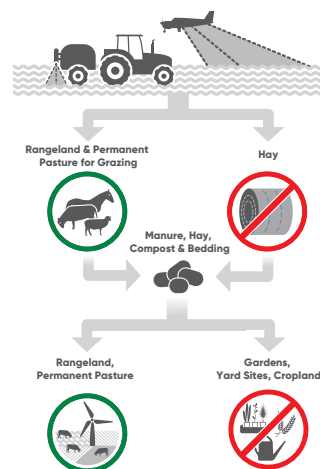 Rangeland & Permanent
Pasture for Grazing
Hay
Manure, Hay,
Compost & Bedding
Rangeland,
Permanent Pasture
Gardens,
Yard Sites, Cropland